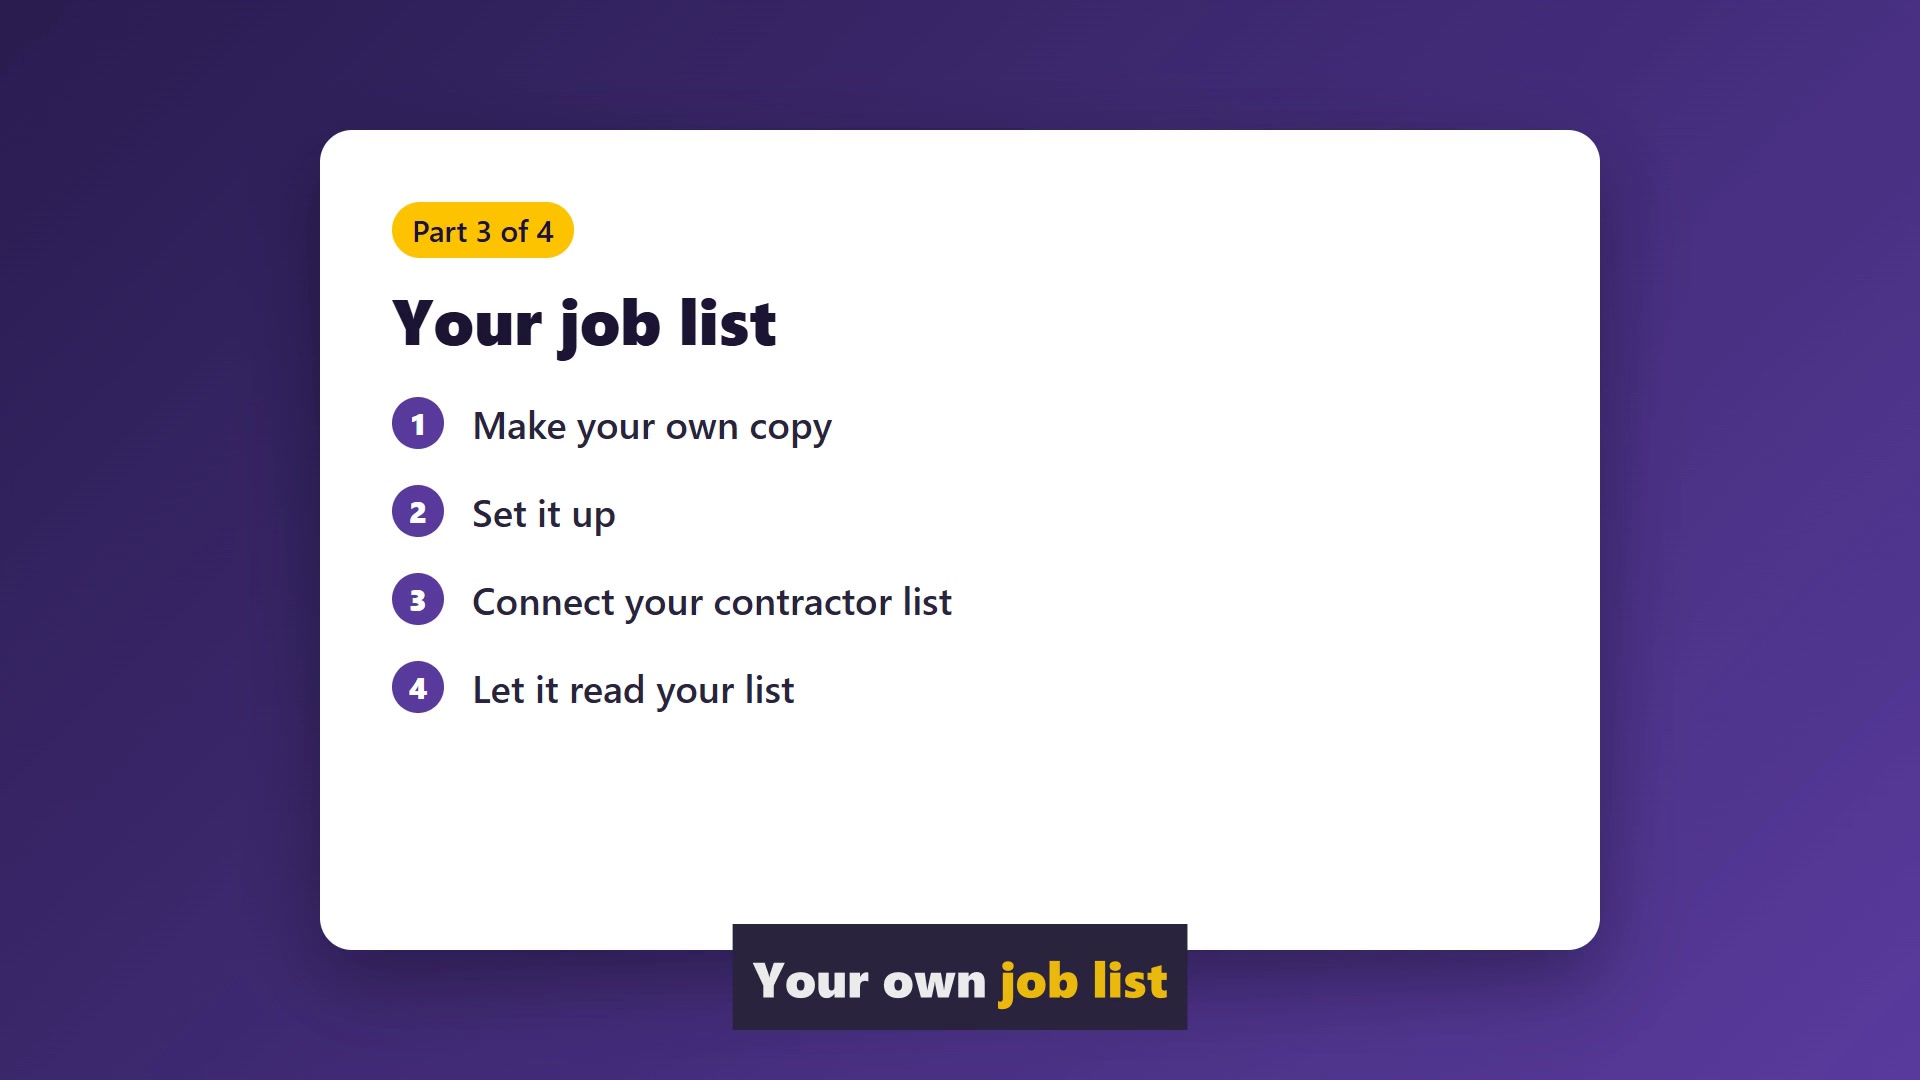 Part 3 of 4
Your job list
1 Make your own copy
2 Set it up
3 Connect your contractor list
4 Let it read your list
Your own job list